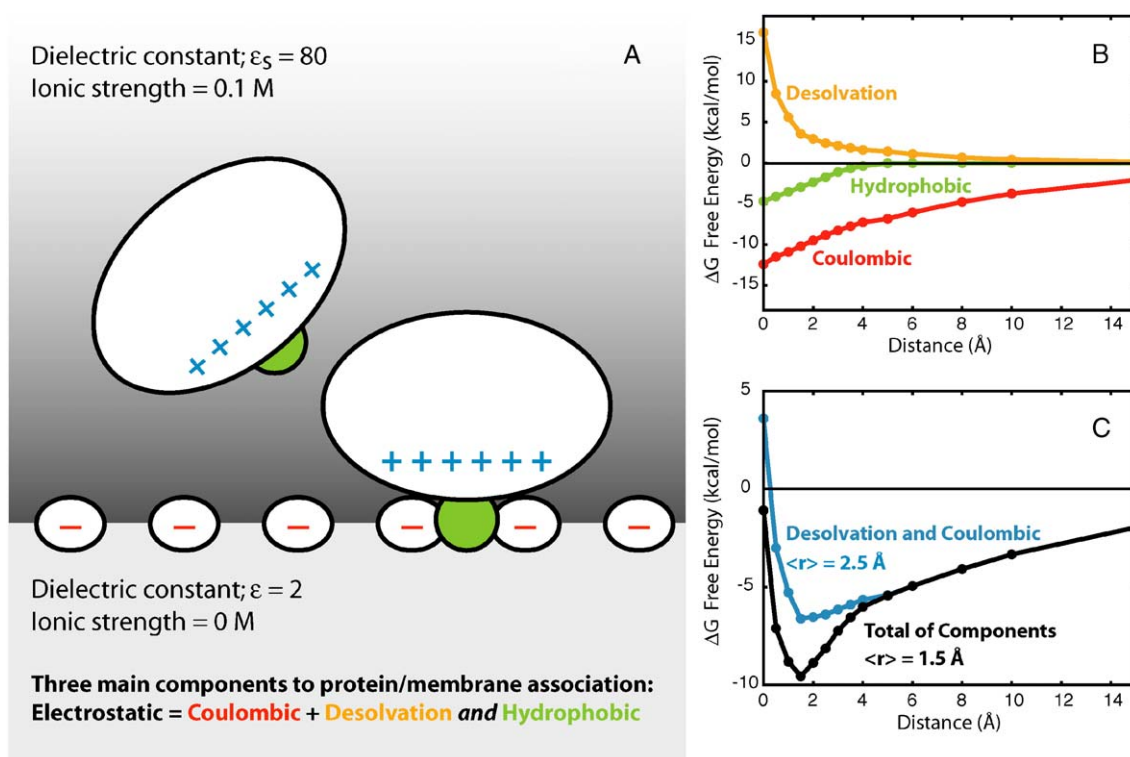 Dielectric constant; εs = 80
Ionic strength = 0.1 M
A
+ + + + + +
+ + + + + +
− − − − − −
Dielectric constant; ε = 2
Ionic strength = 0 M
Three main components to protein/membrane association:
Electrostatic = Coulombic + Desolvation and Hydrophobic
B
ΔG Free Energy (kcal/mol)
15
10
5
0
-5
-10
-15
Desolvation
Hydrophobic
Coulombic
0 2 4 6 8 10 12 14
Distance (Å)
C
ΔG Free Energy (kcal/mol)
5
0
-5
-10
Desolvation and Coulombic
<r> = 2.5 Å
Total of Components
<r> = 1.5 Å
0 2 4 6 8 10 12 14
Distance (Å)